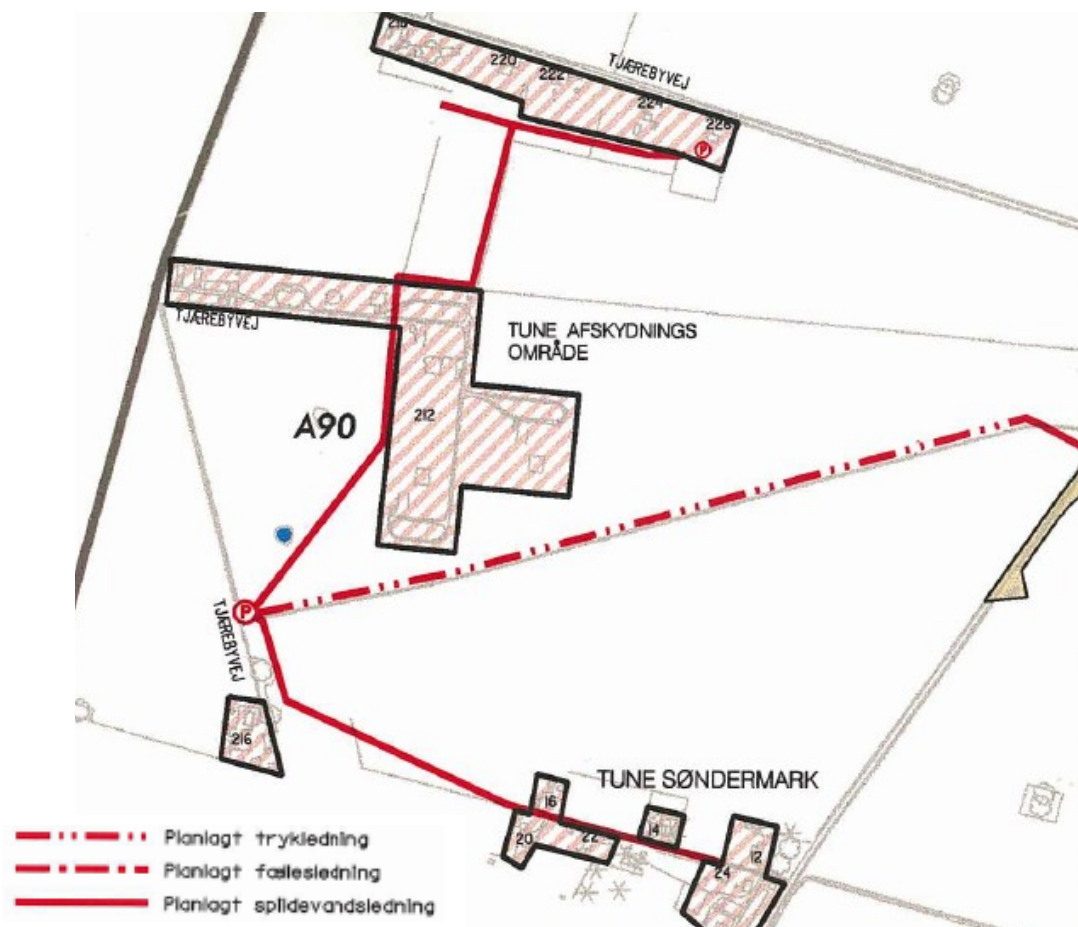 218
220
222
TJÆREBYVEJ
224
226
P
TJÆREBYVEJ
TUNE AFSKYDNINGS
OMRÅDE
A90
212
P
TJÆREBYVEJ
216
TUNE SØNDERMARK
16
20
22
14
12
24
Planlagt trykledning
Planlagt fællesledning
Planlagt spildevandsledning